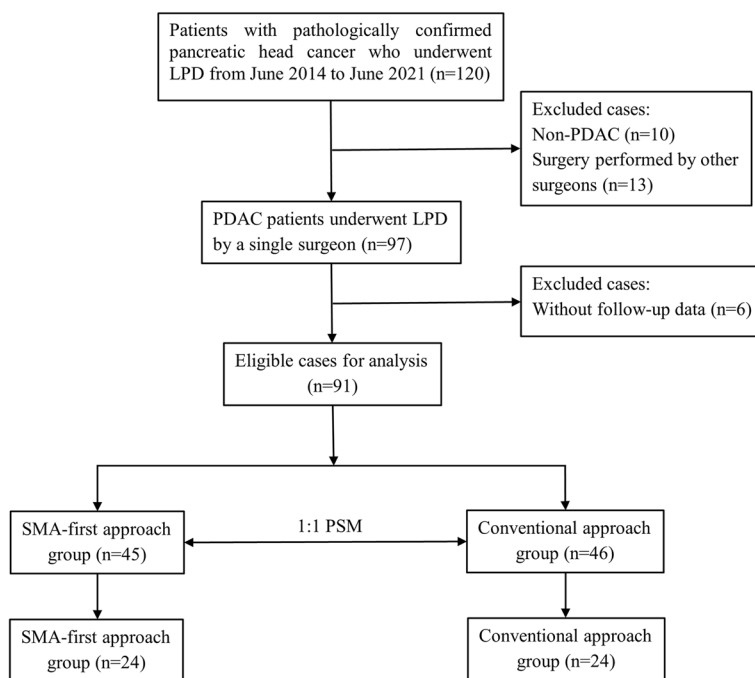 Patients with pathologically confirmed
pancreatic head cancer who underwent
LPD from June 2014 to June 2021 (n=120)
Excluded cases:
Non-PDAC (n=10)
Surgery performed by other
surgeons (n=13)
PDAC patients underwent LPD
by a single surgeon (n=97)
Excluded cases:
Without follow-up data (n=6)
Eligible cases for analysis
(n=91)
SMA-first approach
group (n=45)
1:1 PSM
Conventional approach
group (n=46)
SMA-first approach
group (n=24)
Conventional approach
group (n=24)